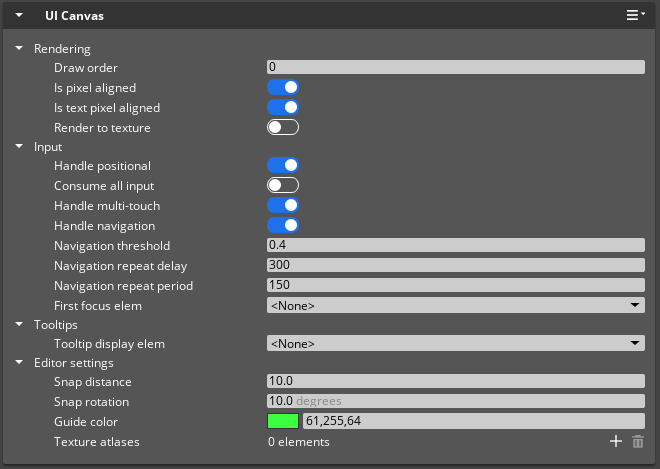 UI Canvas
Rendering
Draw order 0
Is pixel aligned
Is text pixel aligned
Render to texture
Input
Handle positional
Consume all input
Handle multi-touch
Handle navigation
Navigation threshold 0.4
Navigation repeat delay 300
Navigation repeat period 150
First focus elem <None>
Tooltips
Tooltip display elem <None>
Editor settings
Snap distance 10.0
Snap rotation 10.0 degrees
Guide color 61,255,64
Texture atlases 0 elements